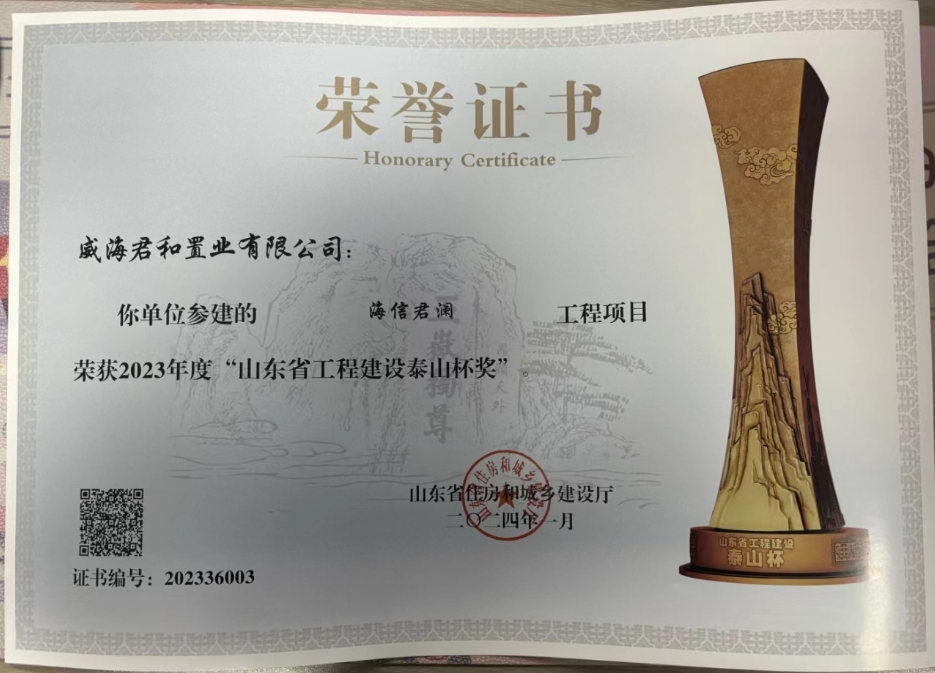 荣誉证书
Honorary Certificate
威海君和置业有限公司：
你单位参建的 海信君澜 工程项目
荣获2023年度“山东省工程建设泰山杯奖”。
五嶽獨尊
山东省住房和城乡建设厅
二〇二四年一月
证书编号：202336003
山东省工程建设
泰山杯